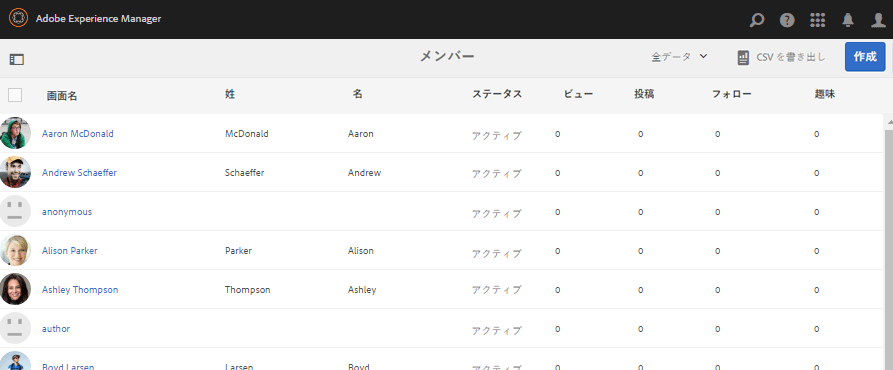 Adobe Experience Manager
メンバー 全データ CSV を書き出し 作成
画面名 姓 名 ステータス ビュー 投稿 フォロー 趣味
Aaron McDonald McDonald Aaron アクティブ 0 0 0 0
Andrew Schaeffer Schaeffer Andrew アクティブ 0 0 0 0
anonymous アクティブ 0 0 0 0
Alison Parker Parker Alison アクティブ 0 0 0 0
Ashley Thompson Thompson Ashley アクティブ 0 0 0 0
author アクティブ 0 0 0 0
Boyd Larsen Larsen Boyd アクティブ 0 0 0 0